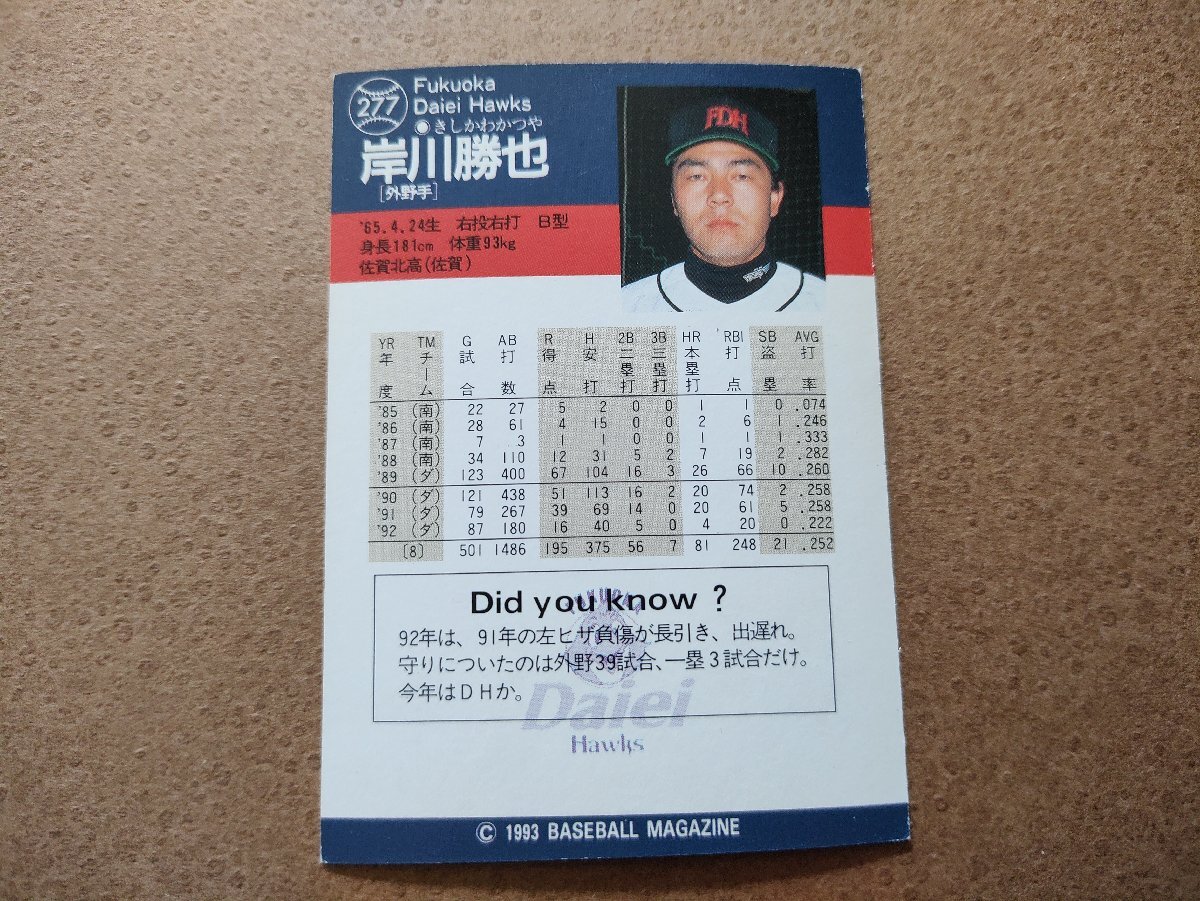 277
Fukuoka
Daiei Hawks
●きしかわかつや
岸川勝也
[外野手]
FDH
'65.4.24生 右投右打 B型
身長181cm 体重93kg
佐賀北高(佐賀)
YR TM G AB R H 2B 3B HR RBI SB AVG
年度 チーム 試合 打数 得点 安打 二塁打 三塁打 本塁打 打点 盗塁 打率
'85 (南) 22 27 5 2 0 0 1 1 0 .074
'86 (南) 28 61 4 15 0 0 2 6 1 .246
'87 (南) 7 3 1 1 0 0 1 1 1 .333
'88 (南) 34 110 12 31 5 2 7 19 2 .282
'89 (ダ) 123 400 67 104 16 3 26 66 10 .260
'90 (ダ) 121 438 51 113 16 2 20 74 2 .258
'91 (ダ) 79 267 39 69 14 0 20 61 5 .258
'92 (ダ) 87 180 16 40 5 0 4 20 0 .222
[8] 501 1486 195 375 56 7 81 248 21 .252
Did you know ?
92年は、91年の左ヒザ負傷が長引き、出遅れ。
守りについたのは外野39試合、一塁3試合だけ。
今年はDHか。
FUKUOKA
Daiei
Hawks
© 1993 BASEBALL MAGAZINE